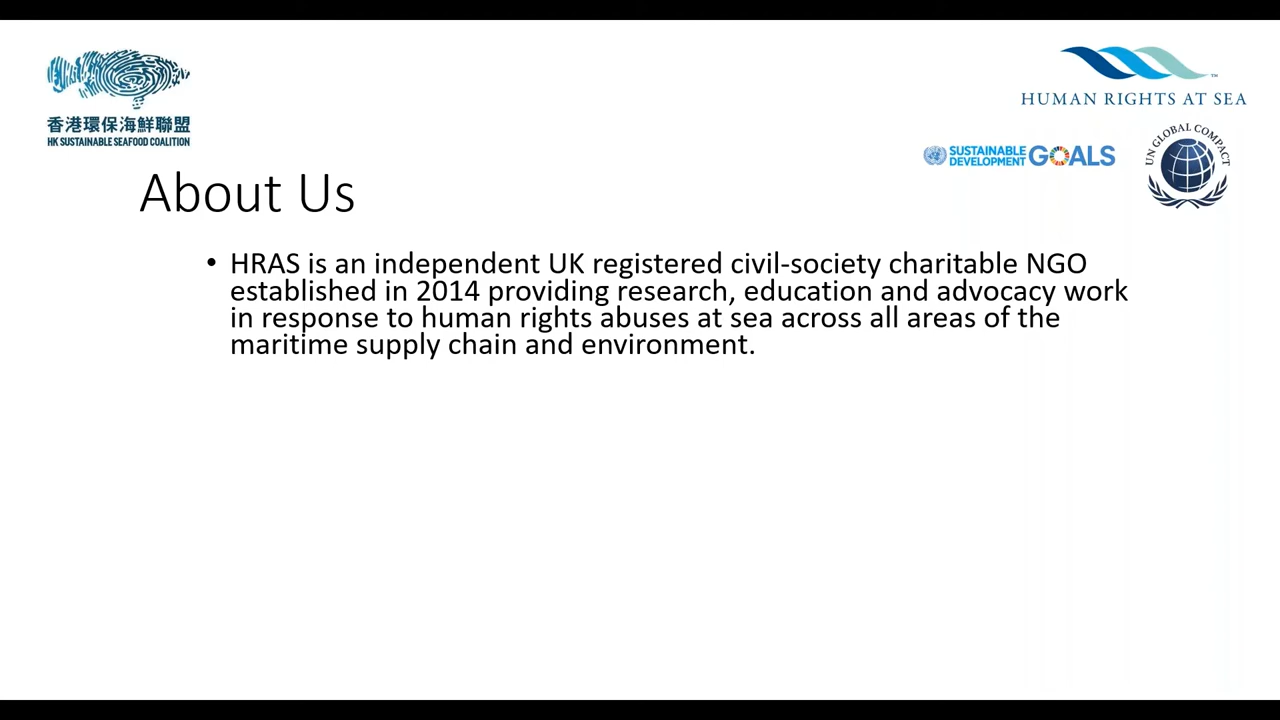 香港環保海鮮聯盟
HK SUSTAINABLE SEAFOOD COALITION
HUMAN RIGHTS AT SEA
TM
SUSTAINABLE
DEVELOPMENT GOALS
UN GLOBAL COMPACT
About Us
• HRAS is an independent UK registered civil-society charitable NGO
established in 2014 providing research, education and advocacy work
in response to human rights abuses at sea across all areas of the
maritime supply chain and environment.